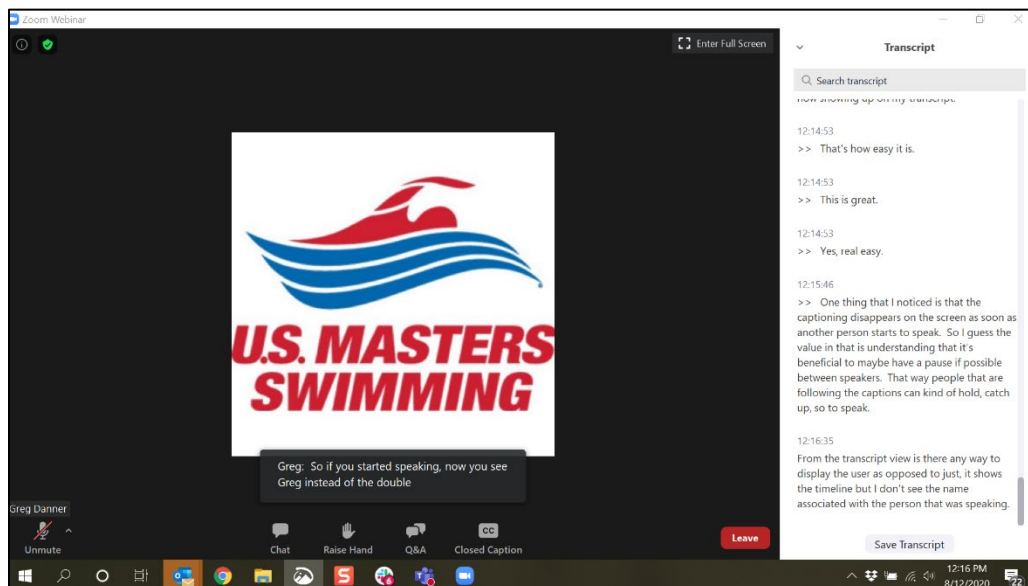 Zoom Webinar
Enter Full Screen
U.S. MASTERS
SWIMMING
Greg: So if you started speaking, now you see
Greg instead of the double
Greg Danner
Unmute
Chat
Raise Hand
Q&A
CC
Closed Caption
Leave
Transcript
Search transcript
now showing up on my transcript.
12:14:53
>> That's how easy it is.
12:14:53
>> This is great.
12:14:53
>> Yes, real easy.
12:15:46
>> One thing that I noticed is that the
captioning disappears on the screen as soon as
another person starts to speak. So I guess the
value in that is understanding that it's
beneficial to maybe have a pause if possible
between speakers. That way people that are
following the captions can kind of hold, catch
up, so to speak.
12:16:35
From the transcript view is there any way to
display the user as opposed to just, it shows
the timeline but I don't see the name
associated with the person that was speaking.
Save Transcript
S
12:16 PM
8/12/2020
27